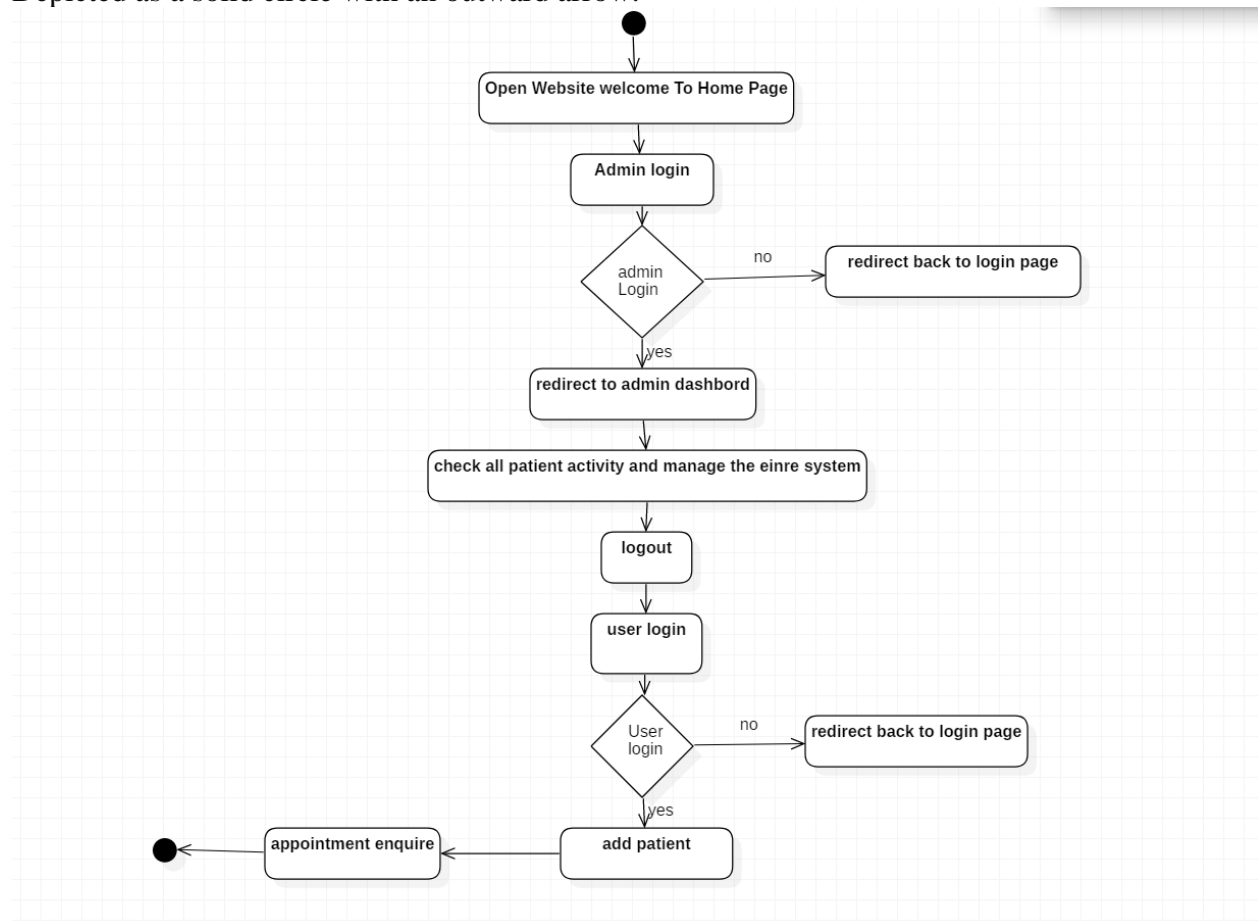 Depicted as a solid circle with an outward arrow.
Open Website welcome To Home Page
Admin login
admin
Login
no
redirect back to login page
yes
redirect to admin dashbord
check all patient activity and manage the einre system
logout
user login
User
login
no
redirect back to login page
yes
add patient
appointment enquire